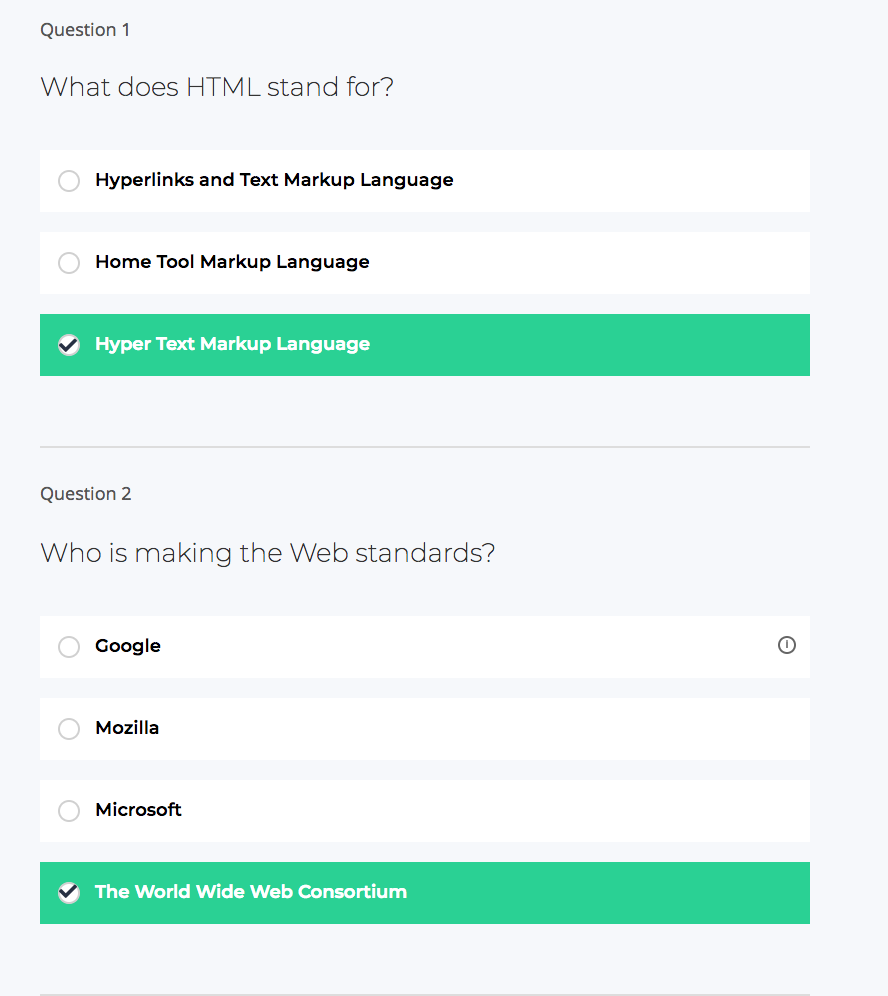 Question 1
What does HTML stand for?
Hyperlinks and Text Markup Language
Home Tool Markup Language
Hyper Text Markup Language
Question 2
Who is making the Web standards?
Google
Mozilla
Microsoft
The World Wide Web Consortium